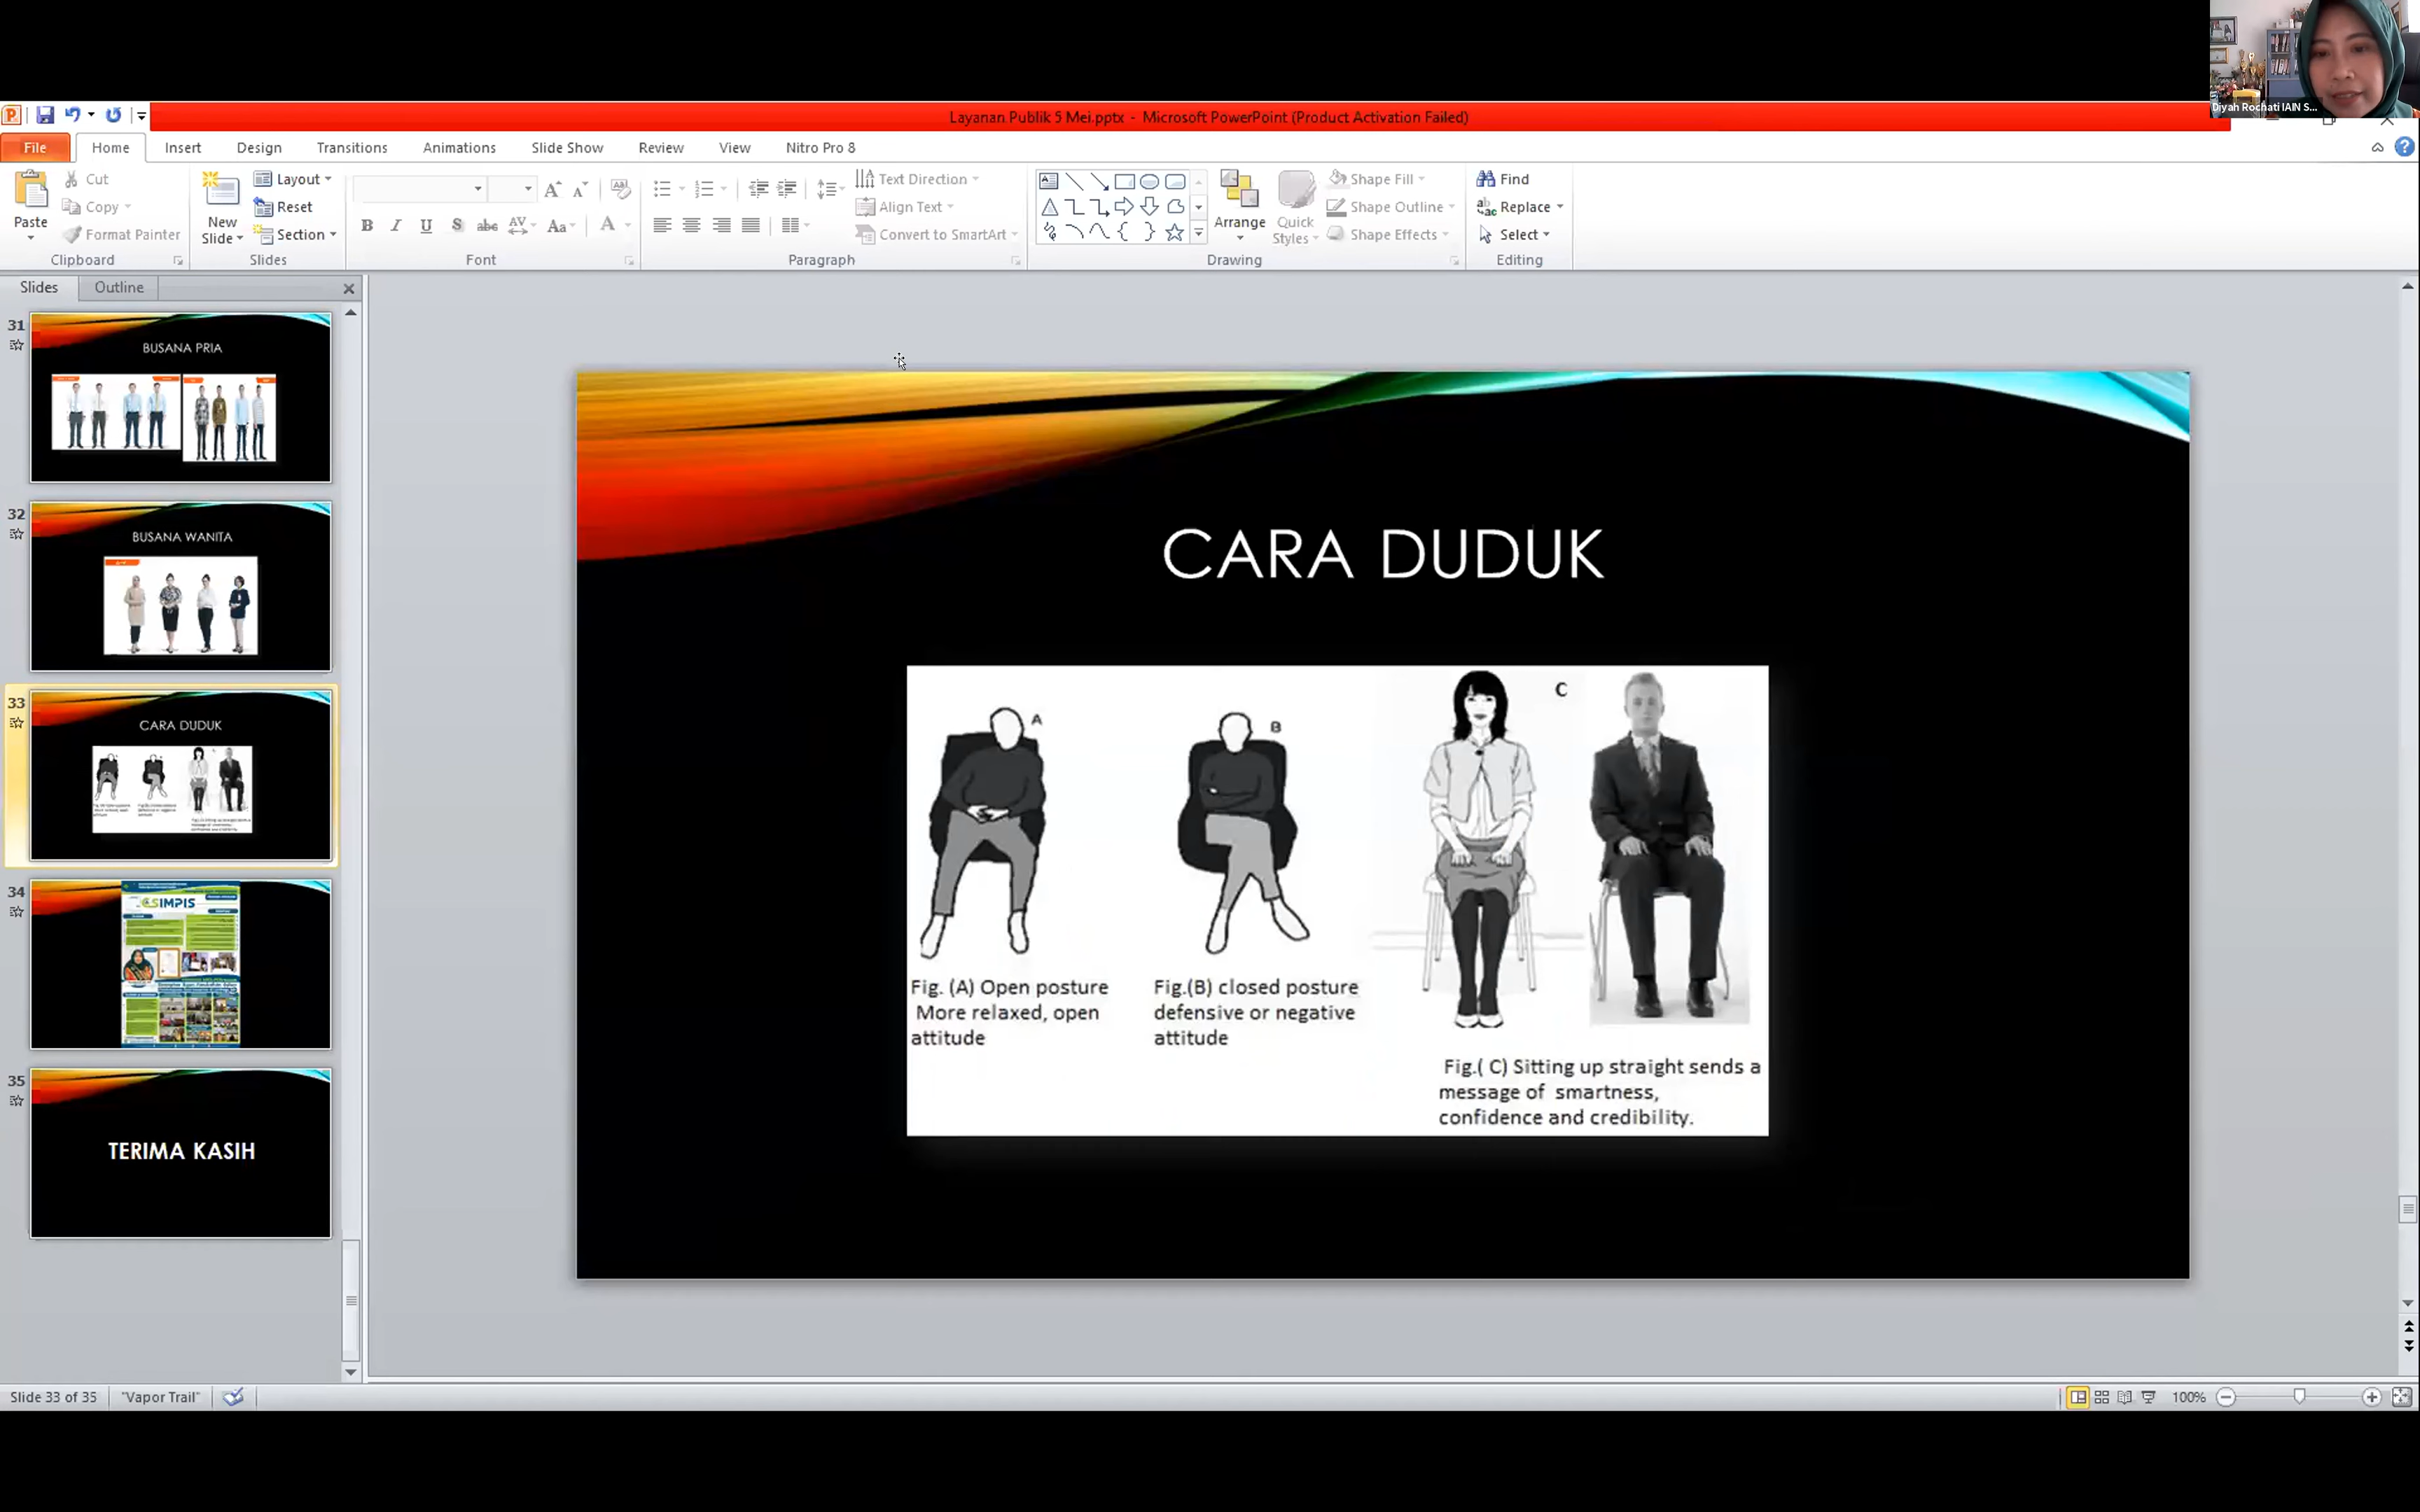 Diyah Rochati IAIN S...
Layanan Publik 5 Mei.pptx - Microsoft PowerPoint (Product Activation Failed)
File Home Insert Design Transitions Animations Slide Show Review View Nitro Pro 8
Paste
Cut
Copy
Format Painter
Clipboard
New Slide
Layout
Reset
Section
Slides
Font
Text Direction
Align Text
Convert to SmartArt
Paragraph
Arrange
Quick Styles
Shape Fill
Shape Outline
Shape Effects
Drawing
Find
Replace
Select
Editing
Slides Outline
31
BUSANA PRIA
32
BUSANA WANITA
33
CARA DUDUK
34
SIMPIS
35
TERIMA KASIH
CARA DUDUK
A
B
C
Fig. (A) Open posture
More relaxed, open
attitude
Fig.(B) closed posture
defensive or negative
attitude
Fig.( C) Sitting up straight sends a
message of smartness,
confidence and credibility.
Slide 33 of 35 "Vapor Trail" 100%